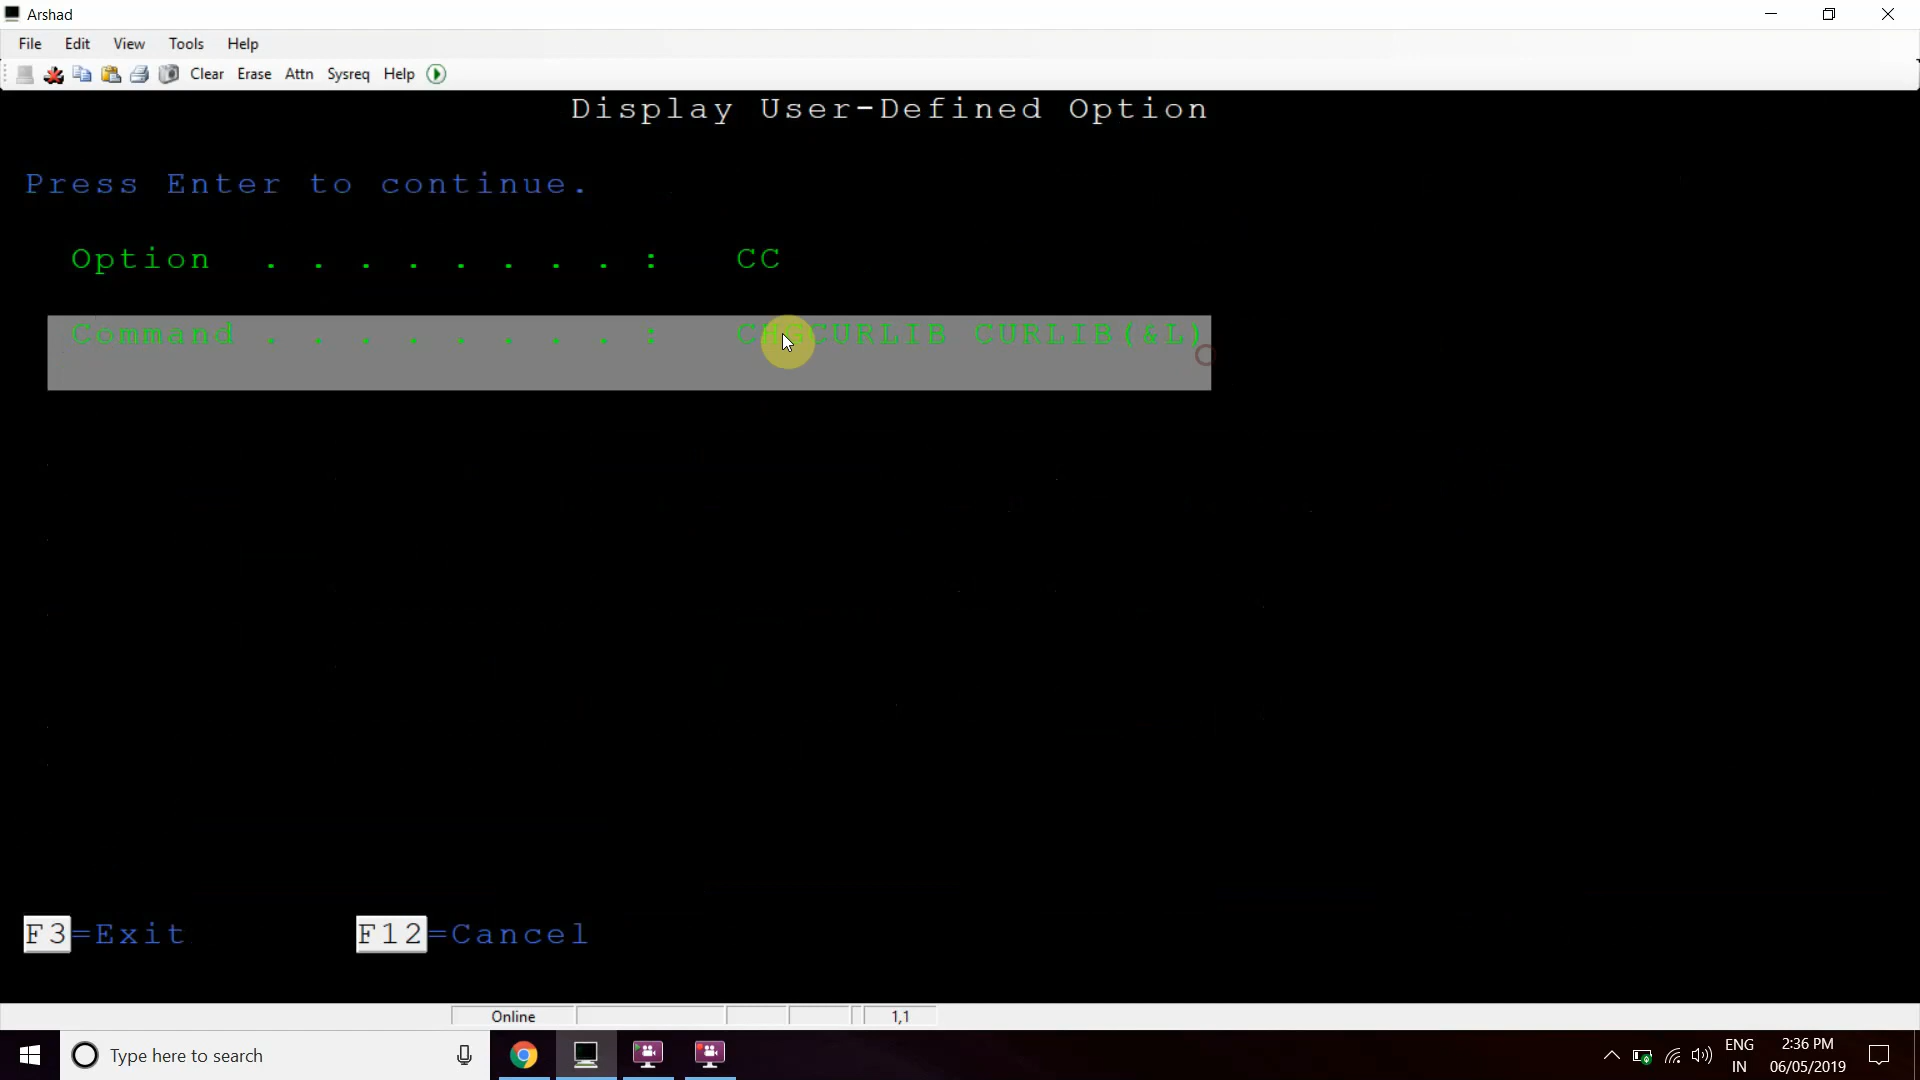 Arshad
File Edit View Tools Help
Clear Erase Attn Sysreq Help
Display User-Defined Option
Press Enter to continue.
Option . . . . . . . . : CC
Command . . . . . . . . : CHGCURLIB CURLIB(&L)
F3=Exit F12=Cancel
Online 1,1
Type here to search
ENG
IN
2:36 PM
06/05/2019